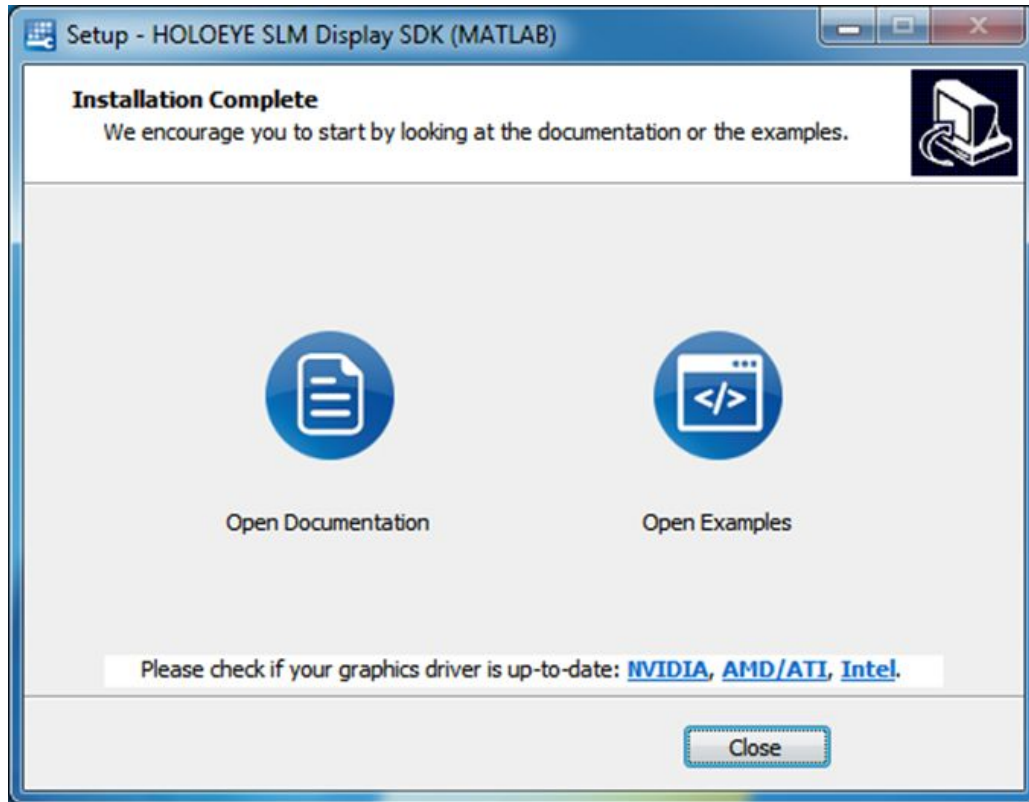 Setup - HOLOEYE SLM Display SDK (MATLAB)
Installation Complete
We encourage you to start by looking at the documentation or the examples.
</>
Open Documentation
Open Examples
Please check if your graphics driver is up-to-date: NVIDIA, AMD/ATI, Intel.
Close